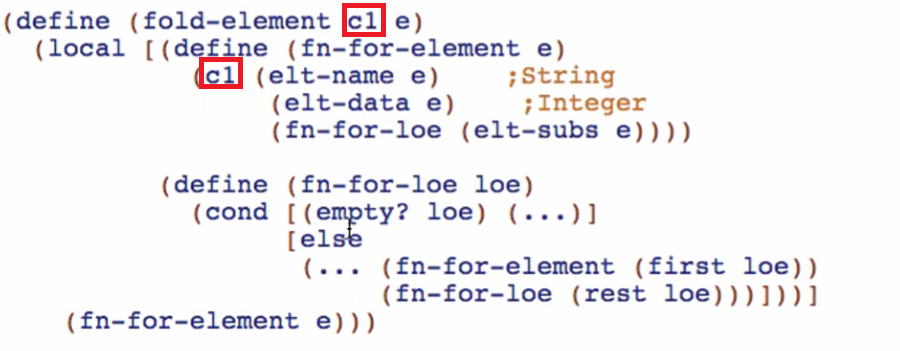 (define (fold-element c1 e)
(local [(define (fn-for-element e)
(c1 (elt-name e) ;String
(elt-data e) ;Integer
(fn-for-loe (elt-subs e))))
(define (fn-for-loe loe)
(cond [(empty? loe) (...)]
[else
(... (fn-for-element (first loe))
(fn-for-loe (rest loe)))]))]
(fn-for-element e)))